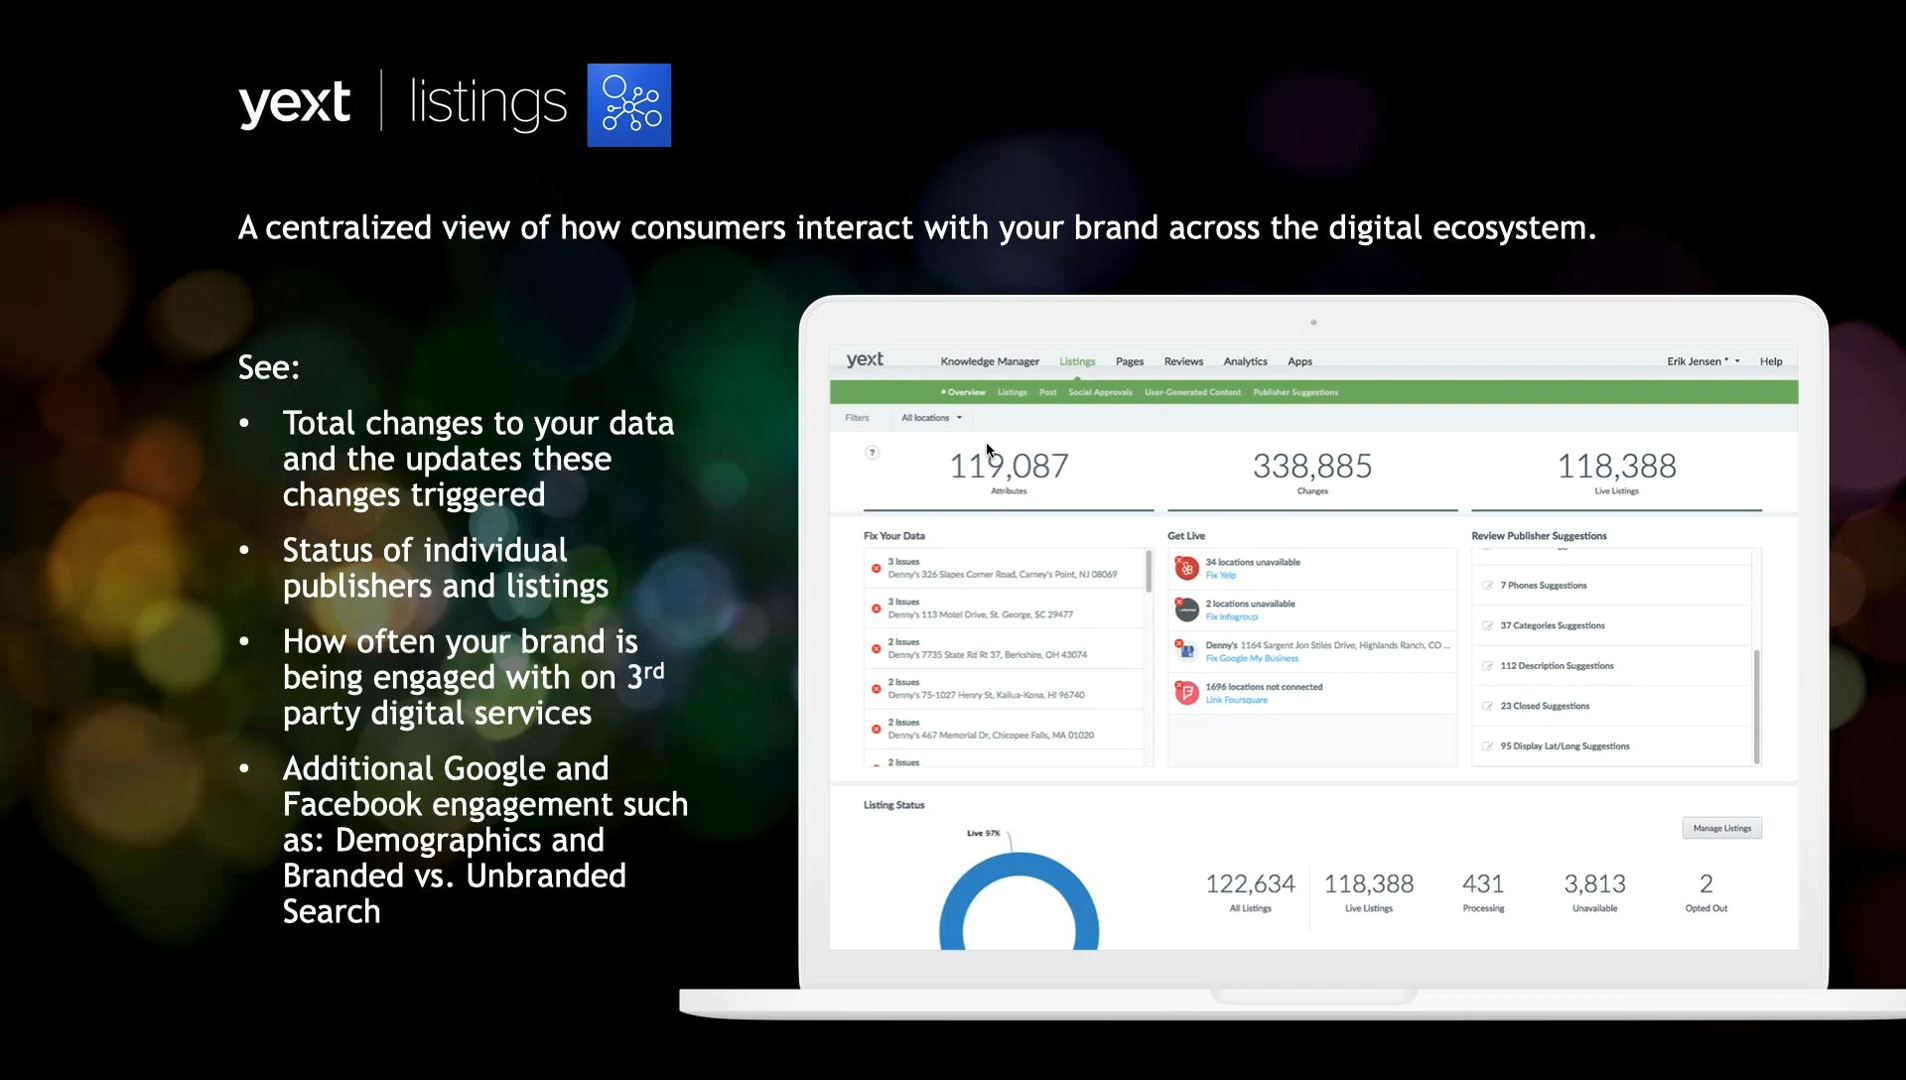 yext | listings
A centralized view of how consumers interact with your brand across the digital ecosystem.
See:
• Total changes to your data
and the updates these
changes triggered
• Status of individual
publishers and listings
• How often your brand is
being engaged with on 3rd
party digital services
• Additional Google and
Facebook engagement such
as: Demographics and
Branded vs. Unbranded
Search
yext Knowledge Manager Listings Pages Reviews Analytics Apps Erik Jensen * Help
• Overview Listings Post Social Approvals User-Generated Content Publisher Suggestions
Filters All locations
?
119,087 338,885 118,388
Attributes Changes Live Listings
Fix Your Data
3 Issues
Denny's 326 Slapes Corner Road, Carney's Point, NJ 08069
3 Issues
Denny's 113 Motel Drive, St. George, SC 29477
2 Issues
Denny's 7735 State Rd Rt 37, Berkshire, OH 43074
2 Issues
Denny's 75-1027 Henry St, Kailua-Kona, HI 96740
2 Issues
Denny's 467 Memorial Dr, Chicopee Falls, MA 01020
2 Issues
Get Live
34 locations unavailable
Fix Yelp
2 locations unavailable
Fix Infogroup
Denny's 1164 Sargent Jon Stiles Drive, Highlands Ranch, CO ...
Fix Google My Business
1696 locations not connected
Link Foursquare
Review Publisher Suggestions
7 Phones Suggestions
37 Categories Suggestions
112 Description Suggestions
23 Closed Suggestions
95 Display Lat/Long Suggestions
Listing Status
Manage Listings
Live 97%
122,634 118,388 431 3,813 2
All Listings Live Listings Processing Unavailable Opted Out